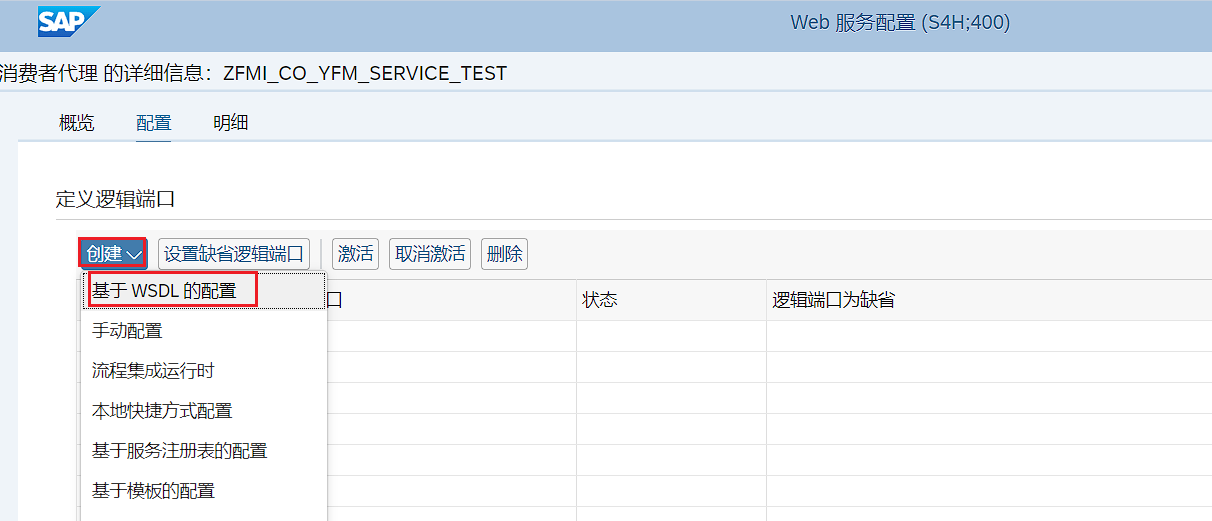 SAP
Web 服务配置 (S4H;400)
消费者代理 的详细信息：ZFMI_CO_YFM_SERVICE_TEST
概览 配置 明细
定义逻辑端口
创建 设置缺省逻辑端口 激活 取消激活 删除
基于 WSDL 的配置 口 状态 逻辑端口为缺省
手动配置
流程集成运行时
本地快捷方式配置
基于服务注册表的配置
基于模板的配置